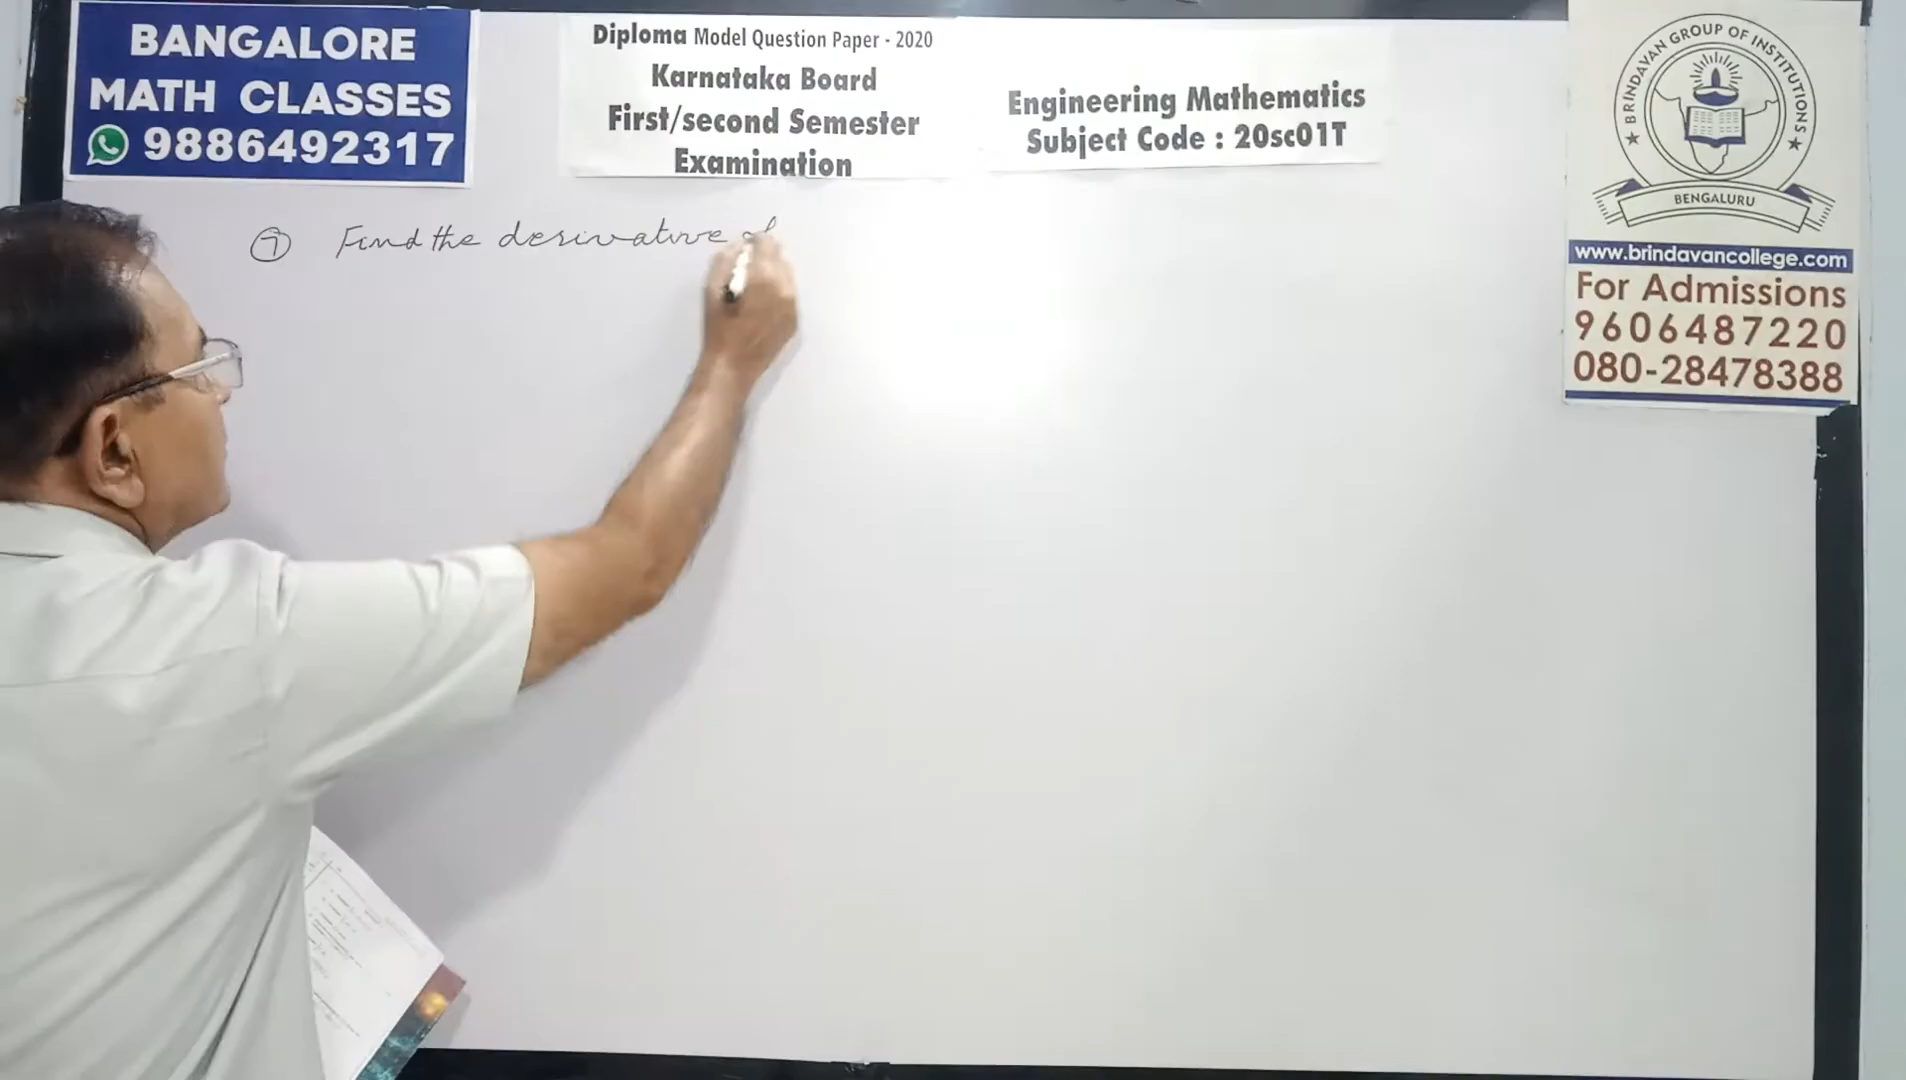 BANGALORE
MATH CLASSES
9886492317
Diploma Model Question Paper - 2020
Karnataka Board
First/second Semester
Examination
Engineering Mathematics
Subject Code : 20sc01T
BRINDAVAN GROUP OF INSTITUTIONS
BENGALURU
www.brindavancollege.com
For Admissions
9606487220
080-28478388
7 Find the derivative of